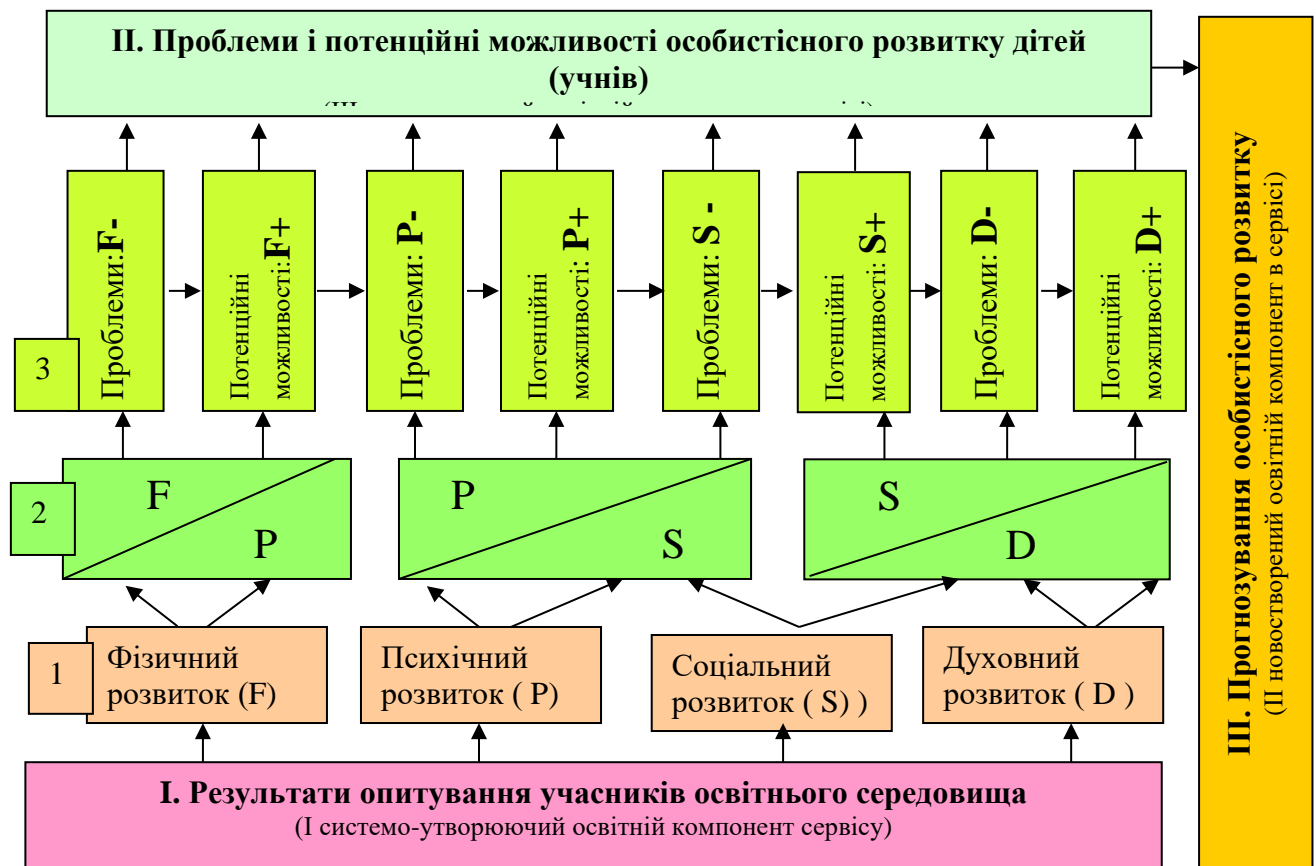 II. Проблеми і потенційні можливості особистісного розвитку дітей
(учнів)
Проблеми:F-
Потенційні
можливості:F+
Проблеми: P-
Потенційні
можливості: P+
Проблеми: S -
Потенційні
можливості: S+
Проблеми: D-
Потенційні
можливості: D+
3
2
F
P
P
S
S
D
1
Фізичний
розвиток (F)
Психічний
розвиток ( P)
Соціальний
розвиток ( S) )
Духовний
розвиток ( D )
I. Результати опитування учасників освітнього середовища
(I системо-утворюючий освітній компонент сервісу)
III. Прогнозування особистісного розвитку
(II новостворений освітній компонент в сервісі)